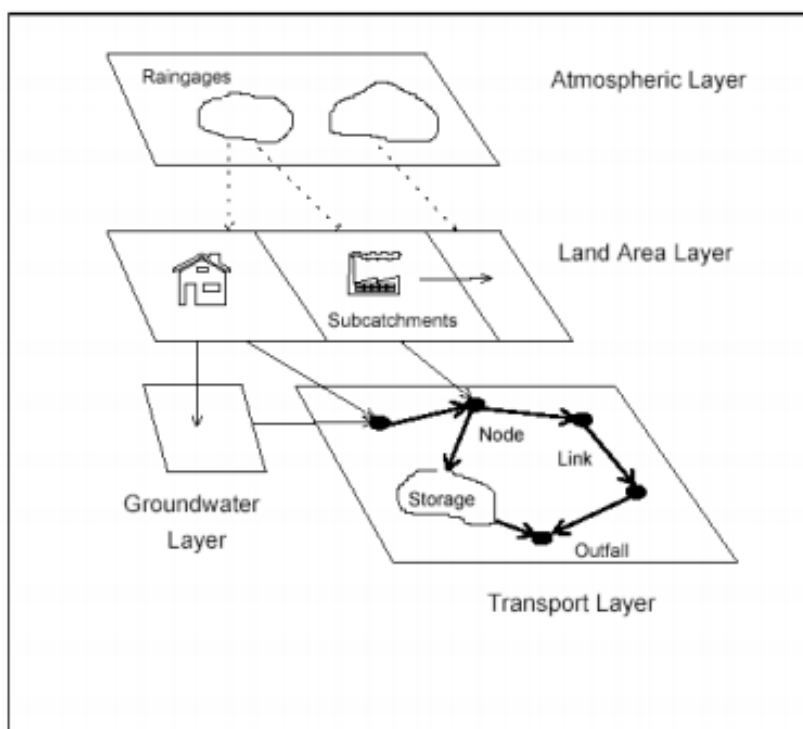 Raingages
Atmospheric Layer
Land Area Layer
Subcatchments
Node
Link
Storage
Outfall
Groundwater
Layer
Transport Layer